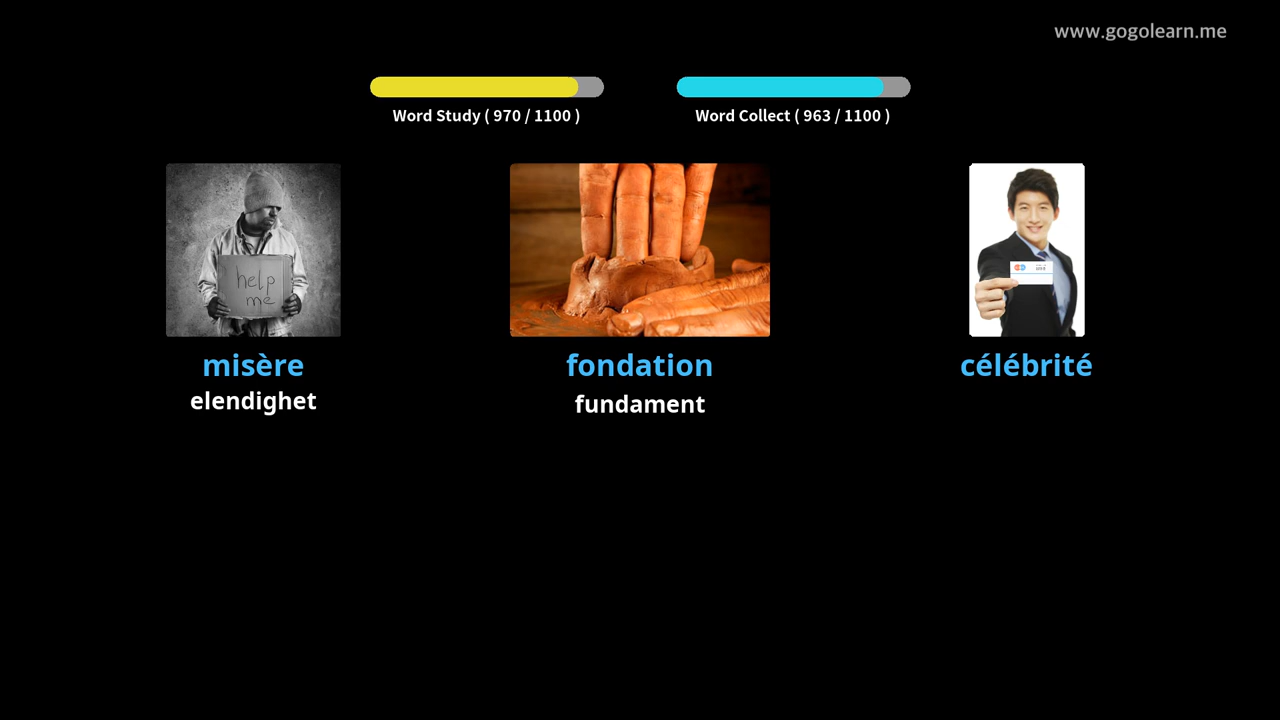 www.gogolearn.me
Word Study ( 970 / 1100 )
Word Collect ( 963 / 1100 )
help
me
misère
fondation
célébrité
elendighet
fundament